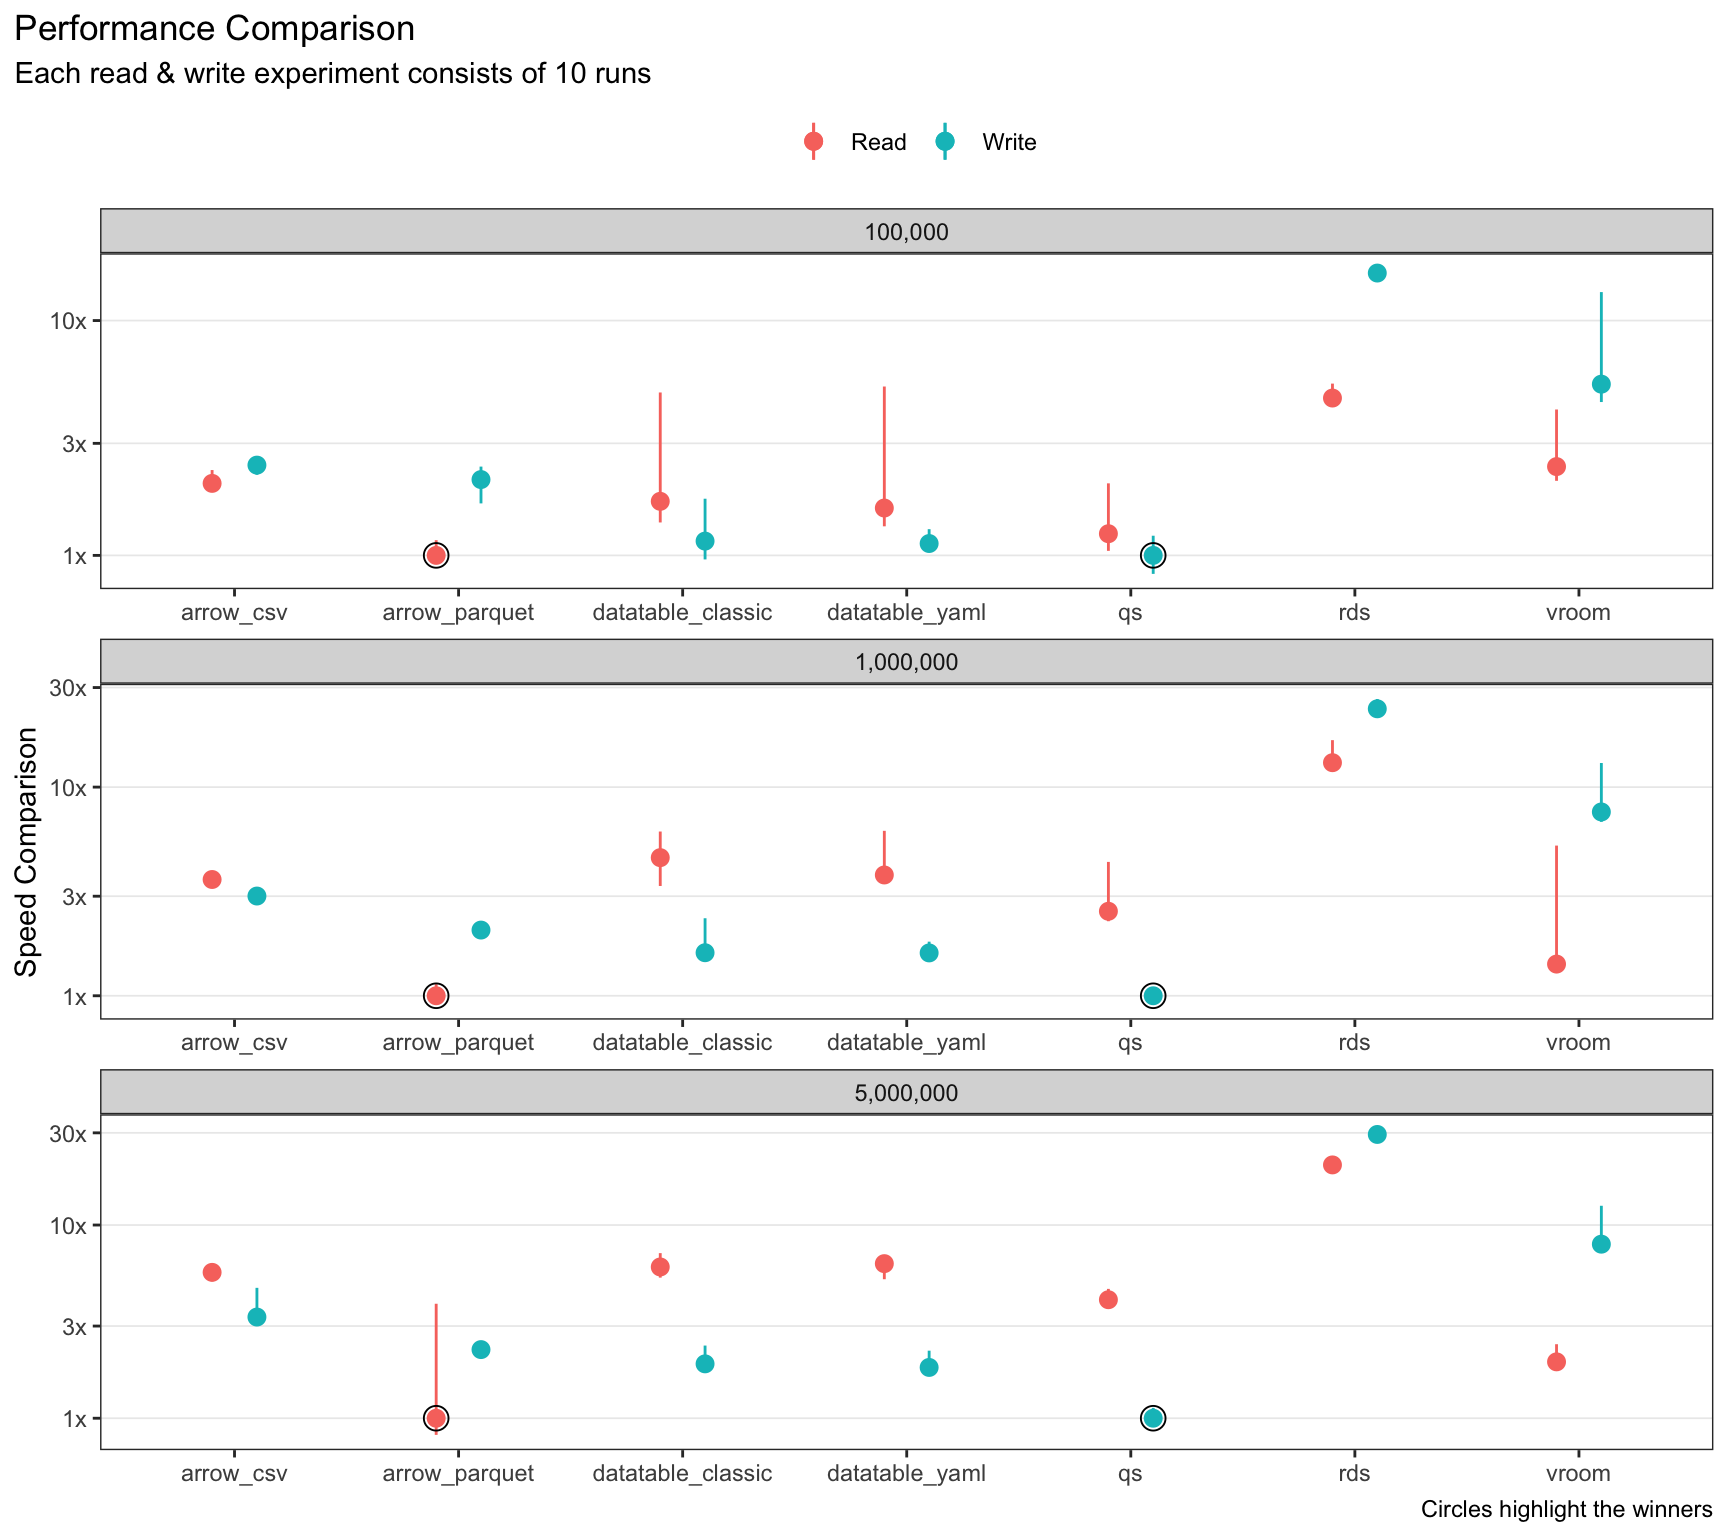 Performance Comparison
Each read & write experiment consists of 10 runs
Read Write
100,000
10x
3x
1x
arrow_csv arrow_parquet datatable_classic datatable_yaml qs rds vroom
1,000,000
30x
10x
3x
1x
Speed Comparison
arrow_csv arrow_parquet datatable_classic datatable_yaml qs rds vroom
5,000,000
30x
10x
3x
1x
arrow_csv arrow_parquet datatable_classic datatable_yaml qs rds vroom
Circles highlight the winners